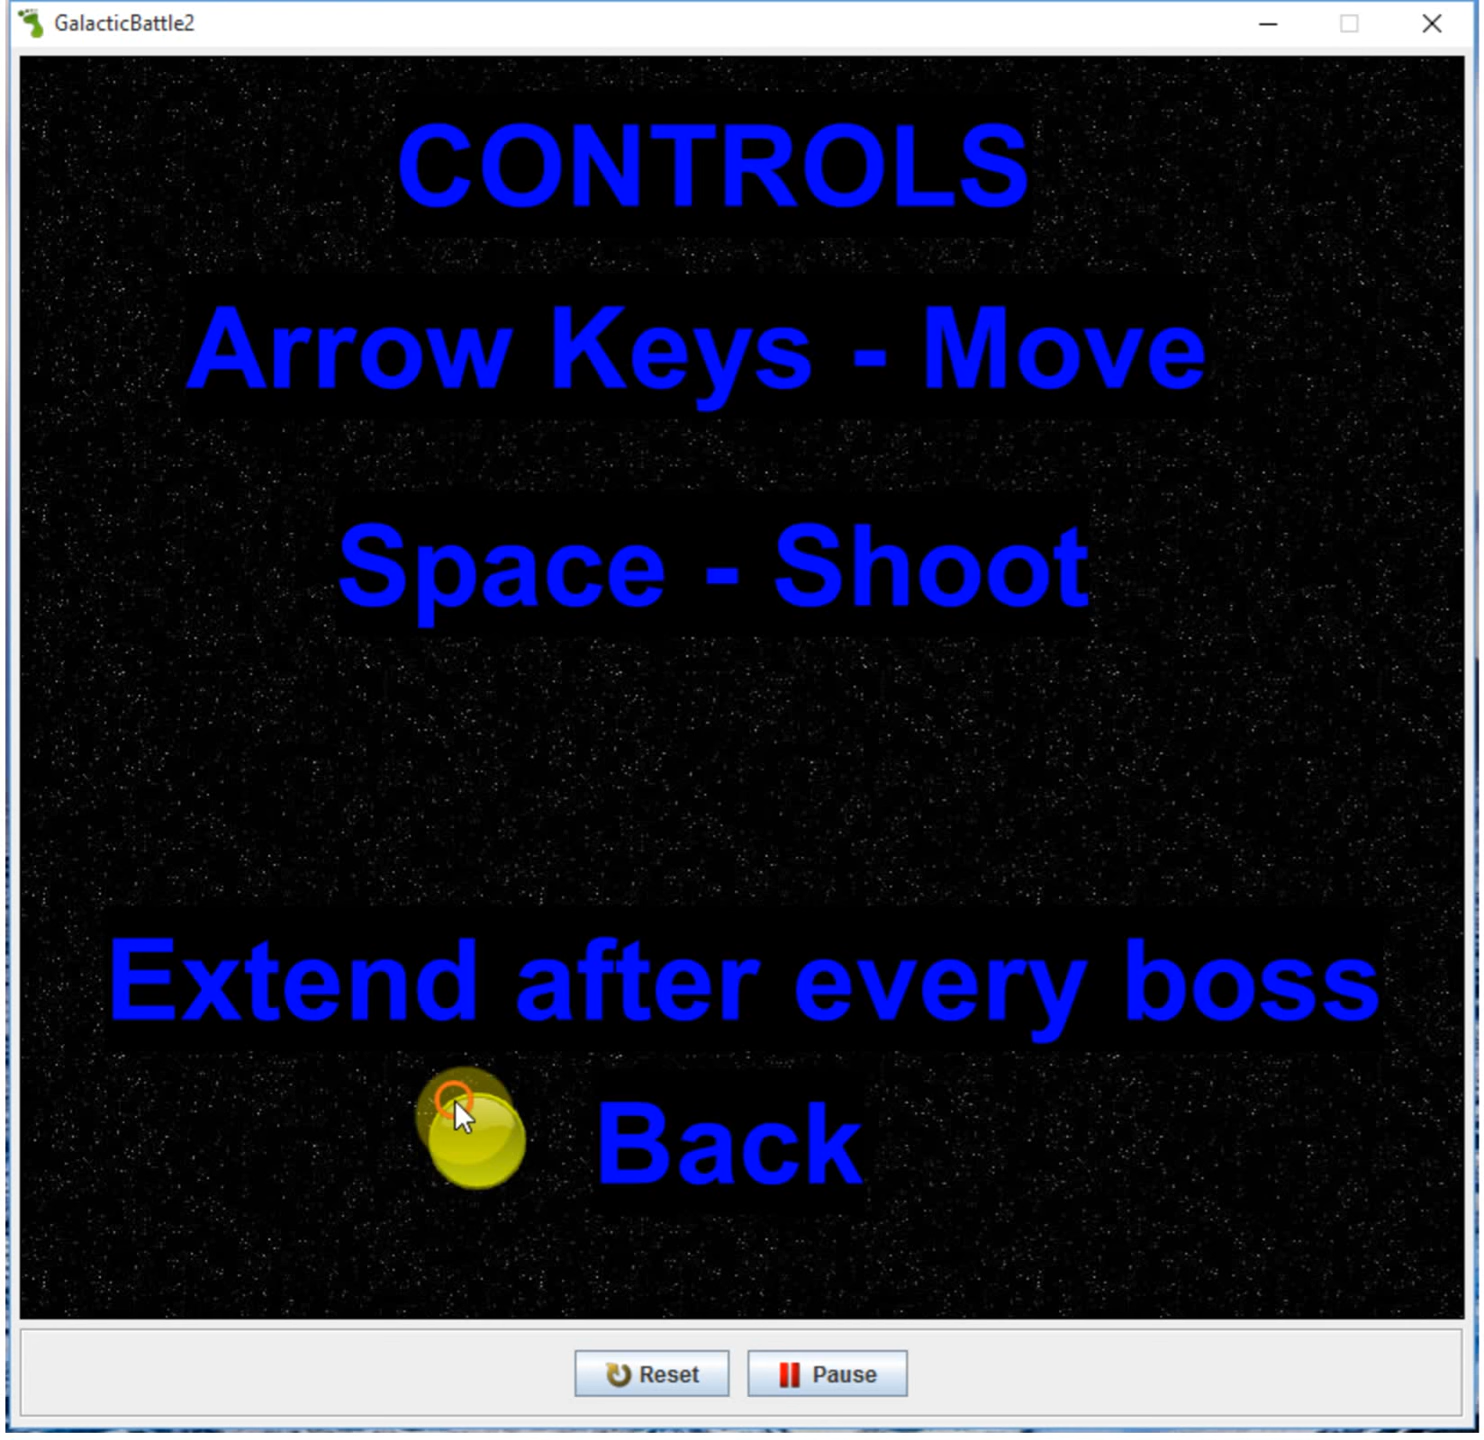 GalacticBattle2
CONTROLS
Arrow Keys - Move
Space - Shoot
Extend after every boss
Back
Reset
Pause